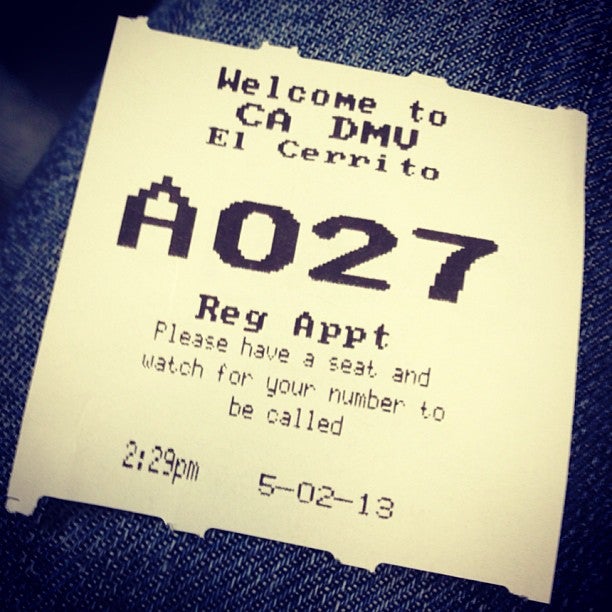 Welcome to
CA DMV
El Cerrito
A027
Reg Appt
Please have a seat and
watch for your number to
be called
2:29pm 5-02-13